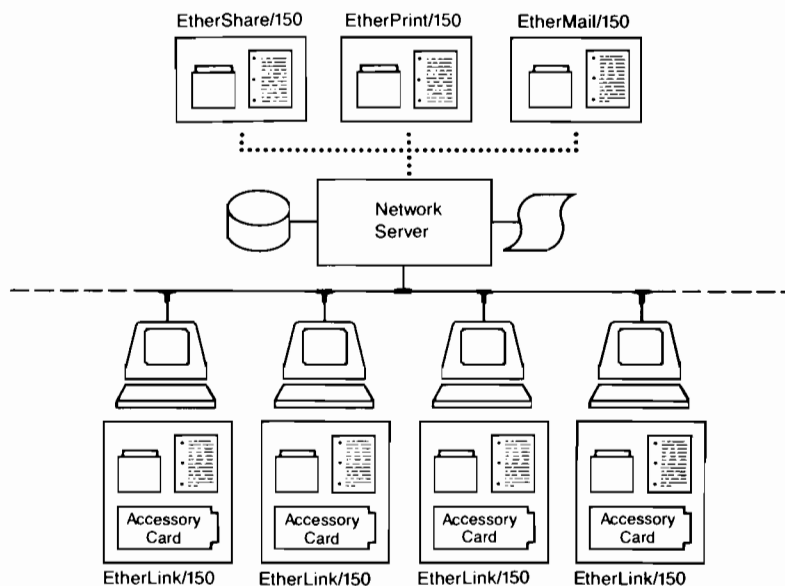 EtherShare/150 EtherPrint/150 EtherMail/150
Network
Server
Accessory
Card
Accessory
Card
Accessory
Card
Accessory
Card
EtherLink/150 EtherLink/150 EtherLink/150 EtherLink/150